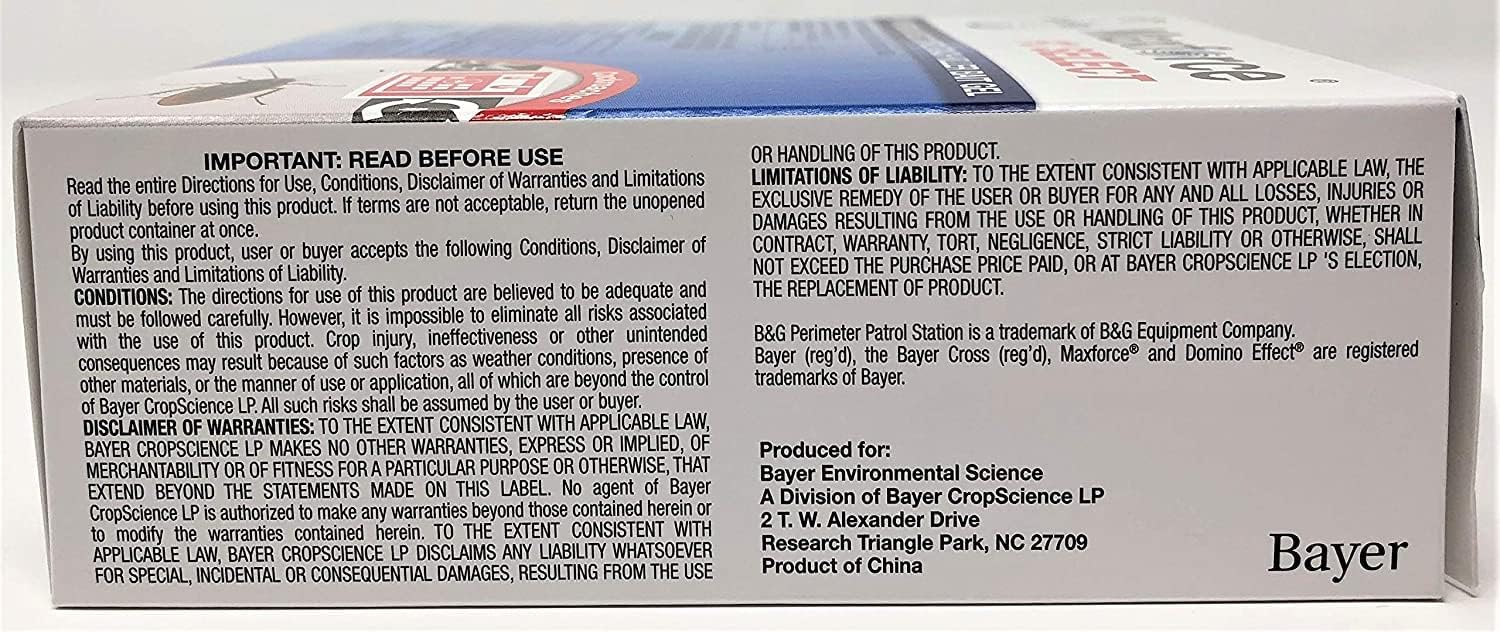 SELECT
BAIT GEL
IMPORTANT: READ BEFORE USE
Read the entire Directions for Use, Conditions, Disclaimer of Warranties and Limitations
of Liability before using this product. If terms are not acceptable, return the unopened
product container at once.
By using this product, user or buyer accepts the following Conditions, Disclaimer of
Warranties and Limitations of Liability.
CONDITIONS: The directions for use of this product are believed to be adequate and
must be followed carefully. However, it is impossible to eliminate all risks associated
with the use of this product. Crop injury, ineffectiveness or other unintended
consequences may result because of such factors as weather conditions, presence of
other materials, or the manner of use or application, all of which are beyond the control
of Bayer CropScience LP. All such risks shall be assumed by the user or buyer.
DISCLAIMER OF WARRANTIES: TO THE EXTENT CONSISTENT WITH APPLICABLE LAW,
BAYER CROPSCIENCE LP MAKES NO OTHER WARRANTIES, EXPRESS OR IMPLIED, OF
MERCHANTABILITY OR OF FITNESS FOR A PARTICULAR PURPOSE OR OTHERWISE, THAT
EXTEND BEYOND THE STATEMENTS MADE ON THIS LABEL. No agent of Bayer
CropScience LP is authorized to make any warranties beyond those contained herein or
to modify the warranties contained herein. TO THE EXTENT CONSISTENT WITH
APPLICABLE LAW, BAYER CROPSCIENCE LP DISCLAIMS ANY LIABILITY WHATSOEVER
FOR SPECIAL, INCIDENTAL OR CONSEQUENTIAL DAMAGES, RESULTING FROM THE USE
OR HANDLING OF THIS PRODUCT.
LIMITATIONS OF LIABILITY: TO THE EXTENT CONSISTENT WITH APPLICABLE LAW, THE
EXCLUSIVE REMEDY OF THE USER OR BUYER FOR ANY AND ALL LOSSES, INJURIES OR
DAMAGES RESULTING FROM THE USE OR HANDLING OF THIS PRODUCT, WHETHER IN
CONTRACT, WARRANTY, TORT, NEGLIGENCE, STRICT LIABILITY OR OTHERWISE, SHALL
NOT EXCEED THE PURCHASE PRICE PAID, OR AT BAYER CROPSCIENCE LP 'S ELECTION,
THE REPLACEMENT OF PRODUCT.
B&G Perimeter Patrol Station is a trademark of B&G Equipment Company.
Bayer (reg'd), the Bayer Cross (reg'd), Maxforce® and Domino Effect® are registered
trademarks of Bayer.
Produced for:
Bayer Environmental Science
A Division of Bayer CropScience LP
2 T. W. Alexander Drive
Research Triangle Park, NC 27709
Product of China
Bayer